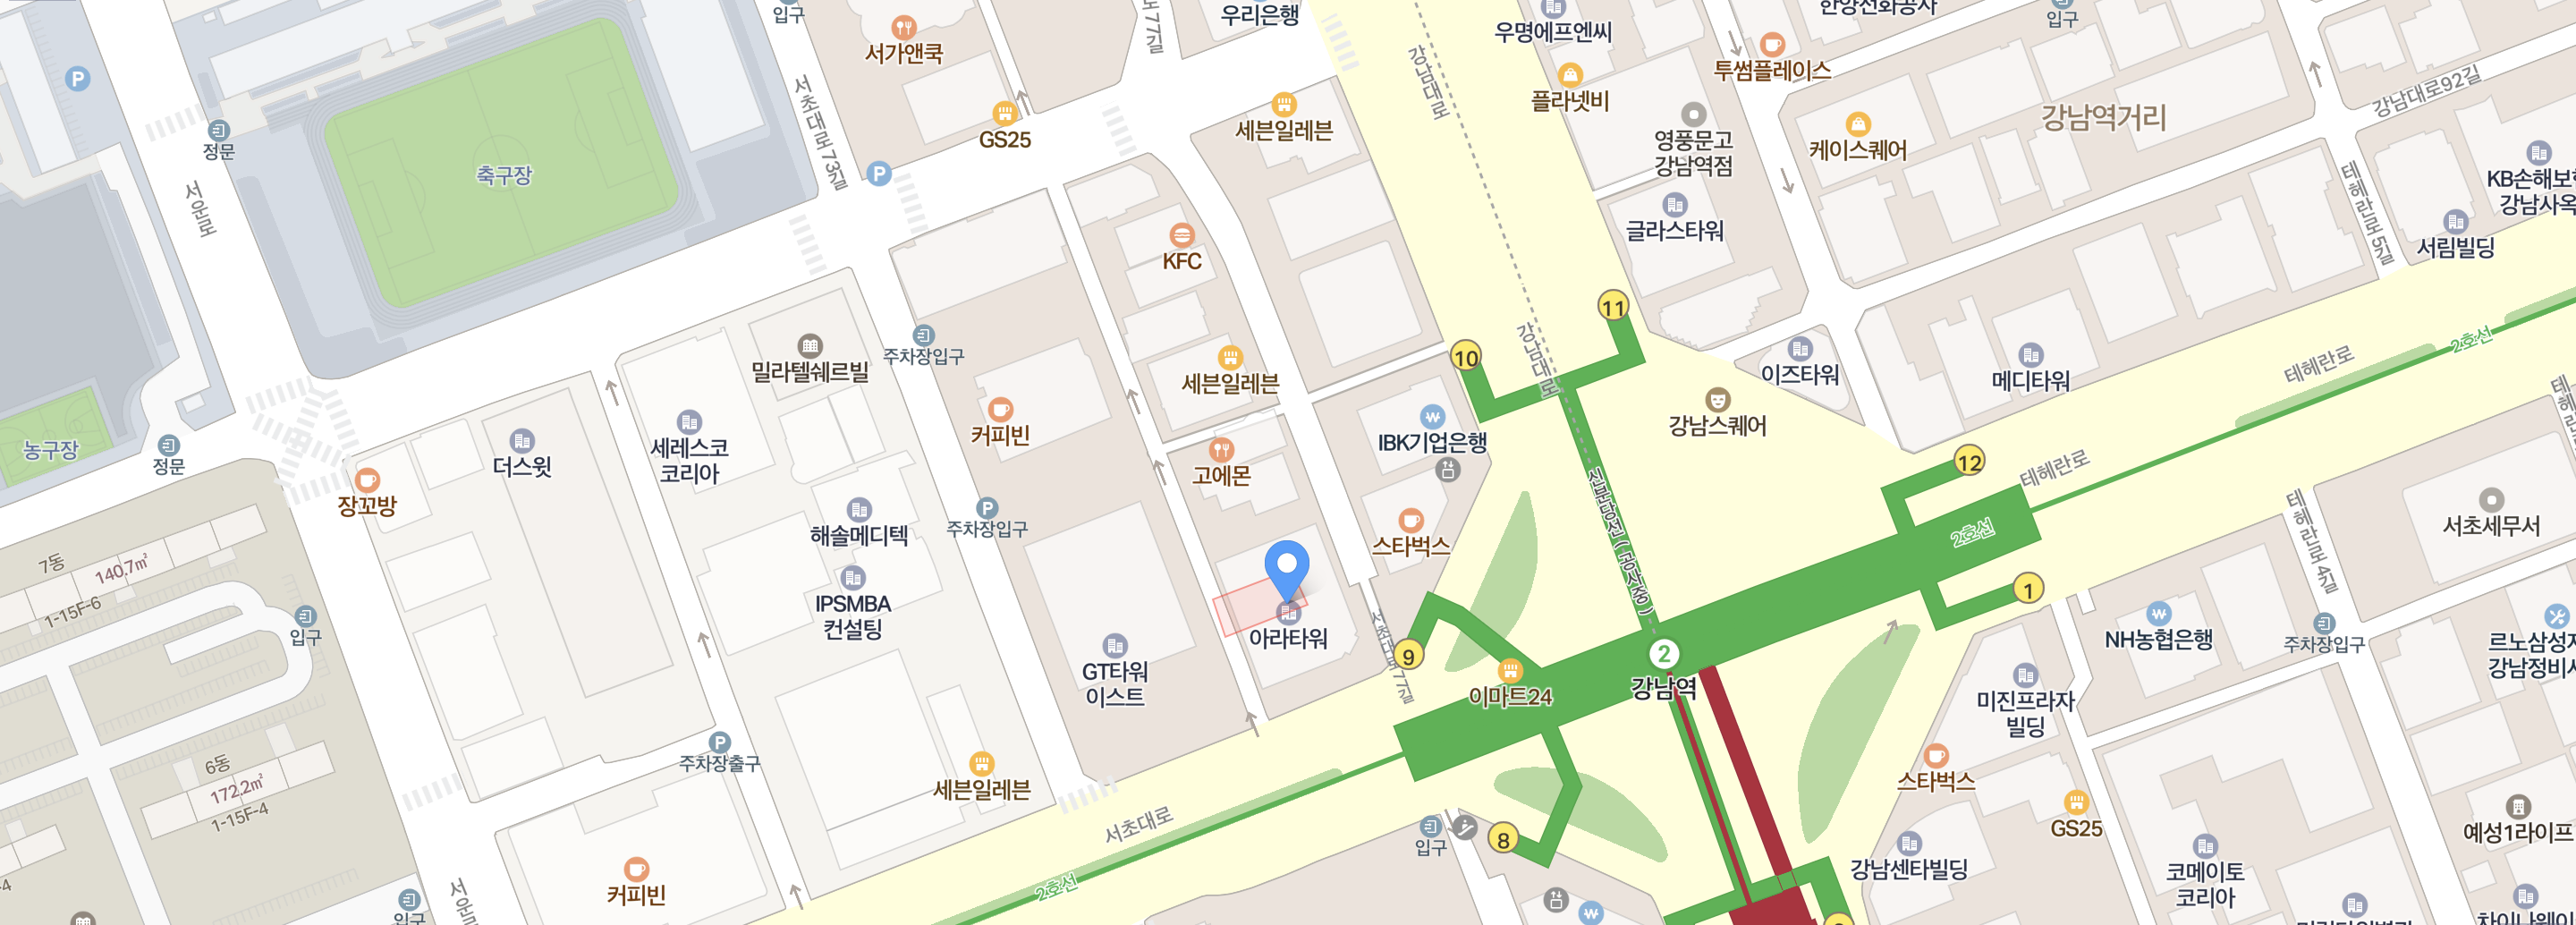 입구
우리은행
77길
우명에프엔씨
입구
서가앤쿡
강남대로
투썸플레이스
P
플라넷비
강남대로92길
강남역거리
GS25
세븐일레븐
서초대로73길
정문
영풍문고
강남역점
케이스퀘어
축구장
P
서운로
테헤란로5길
강남사옥
글라스타워
서림빌딩
KFC
11
10
강남대로
2호선
밀라텔쉐르빌
주차장입구
세븐일레븐
이즈타워
메디타워
테헤란로
강남스퀘어
커피빈
IBK기업은행
농구장
정문
더스윗
세레스코
코리아
고에몬
12
테헤란로
장꼬방
P
주차장입구
해솔메디텍
스타벅스
신분당선 (공사중)
2호선
서초세무서
테헤란로4길
7동
140.7㎡
1-15F-6
입구
IPSMBA
컨설팅
아라타워
1
NH농협은행
주차장입구
GT타워
이스트
9
2
강남역
이마트24
미진프라자
빌딩
P
주차장출구
6동
172.2㎡
1-15F-4
세븐일레븐
서초대로
입구
8
스타벅스
GS25
예성1라이프
강남센타빌딩
코메이토
코리아
커피빈
2호선
서운로
입구